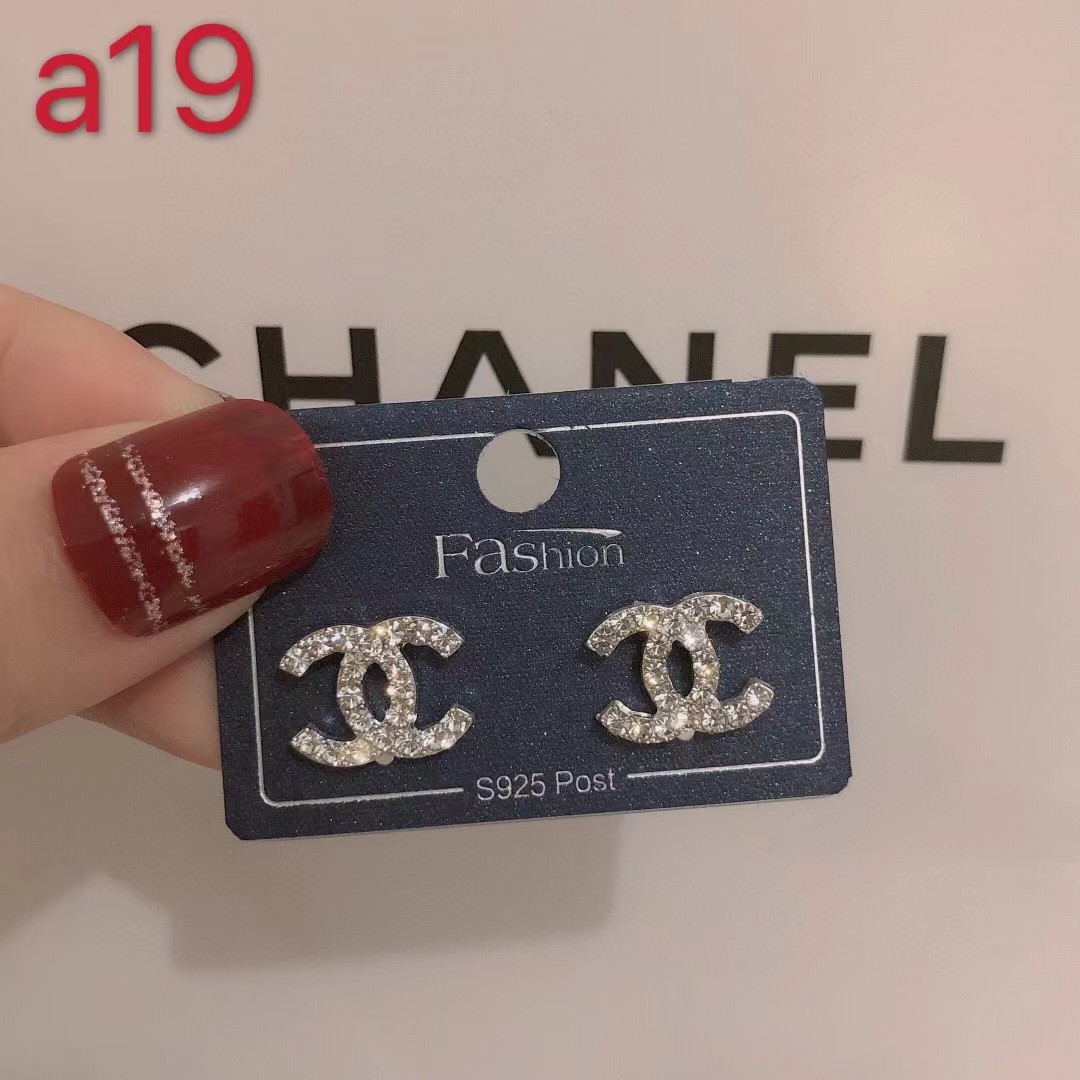 a19
CHANEL
Fashion
S925 Post